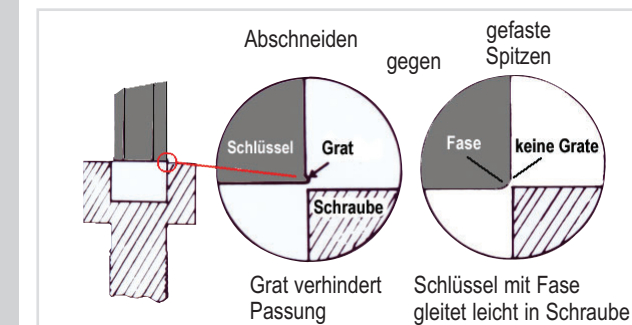 Abschneiden
gegen
gefaste
Spitzen
Schlüssel
Grat
Schraube
Fase
keine Grate
Grat verhindert
Passung
Schlüssel mit Fase
gleitet leicht in Schraube